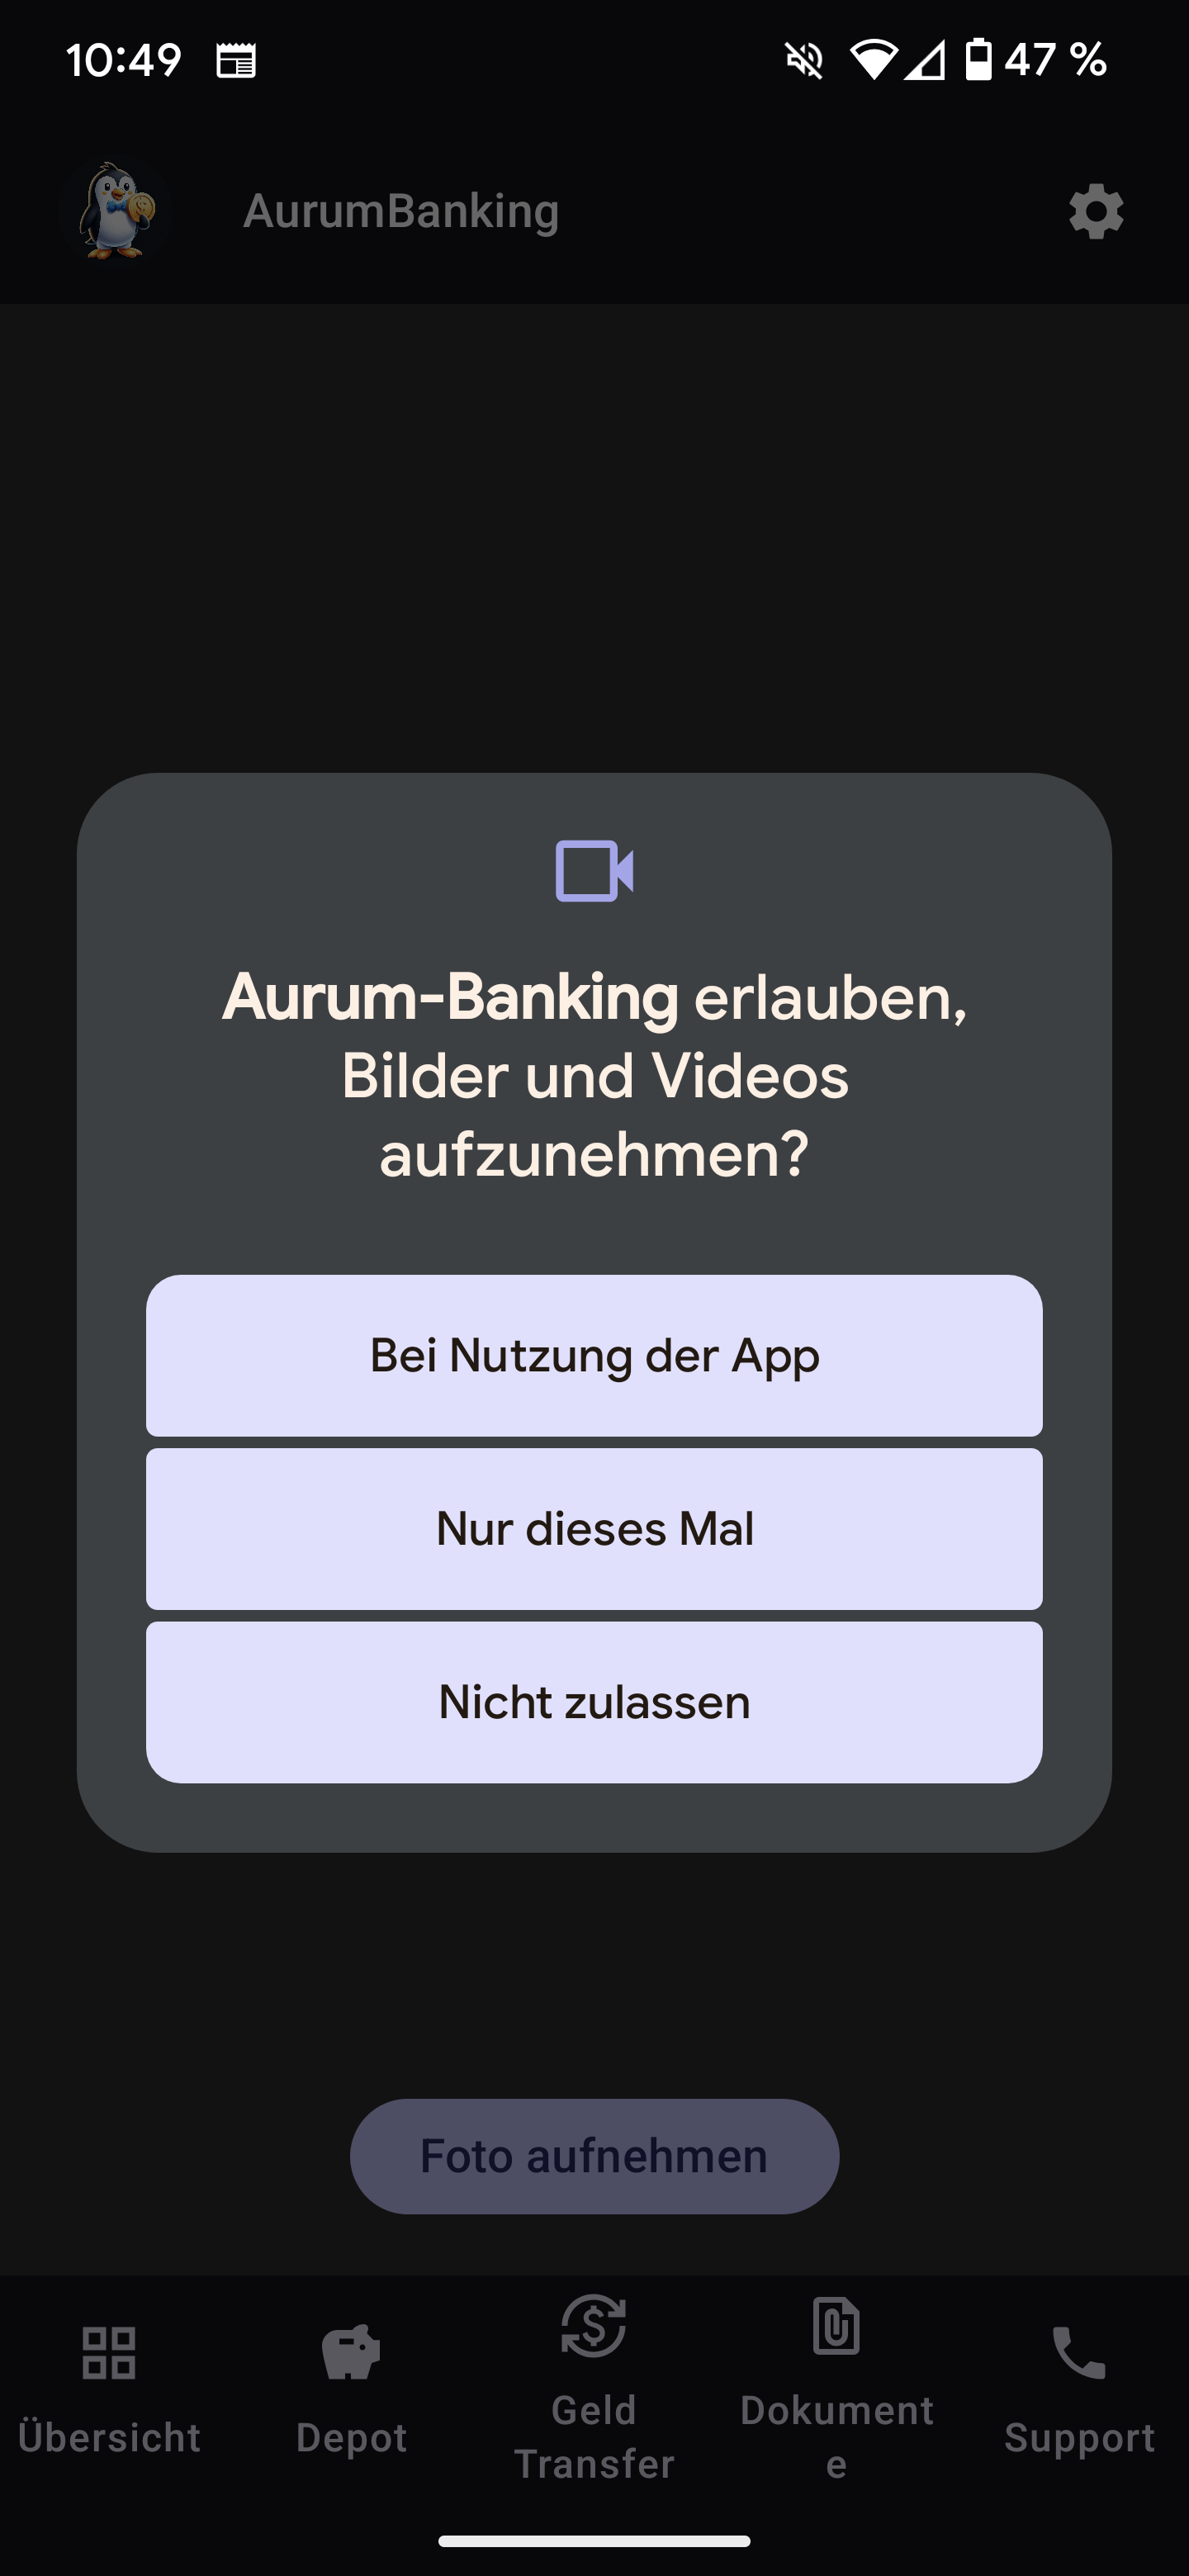 10:49
47 %
AurumBanking
Aurum-Banking erlauben,
Bilder und Videos
aufzunehmen?
Bei Nutzung der App
Nur dieses Mal
Nicht zulassen
Foto aufnehmen
Übersicht
Depot
Geld
Transfer
Dokument
e
Support